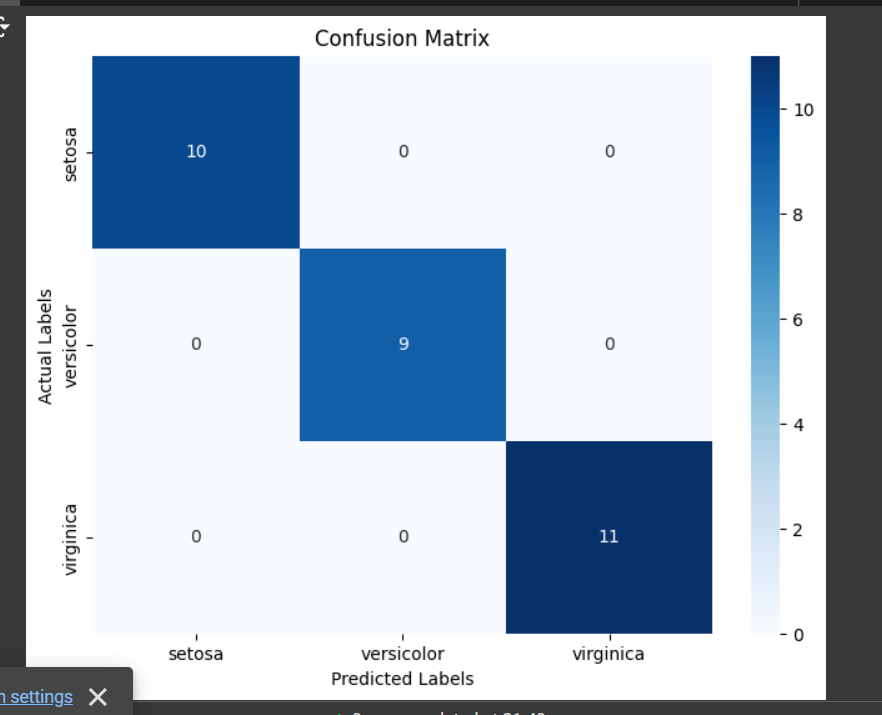 Confusion Matrix
setosa 10 0 0
versicolor 0 9 0
virginica 0 0 11
Actual Labels
setosa versicolor virginica
Predicted Labels
10
8
6
4
2
0
settings